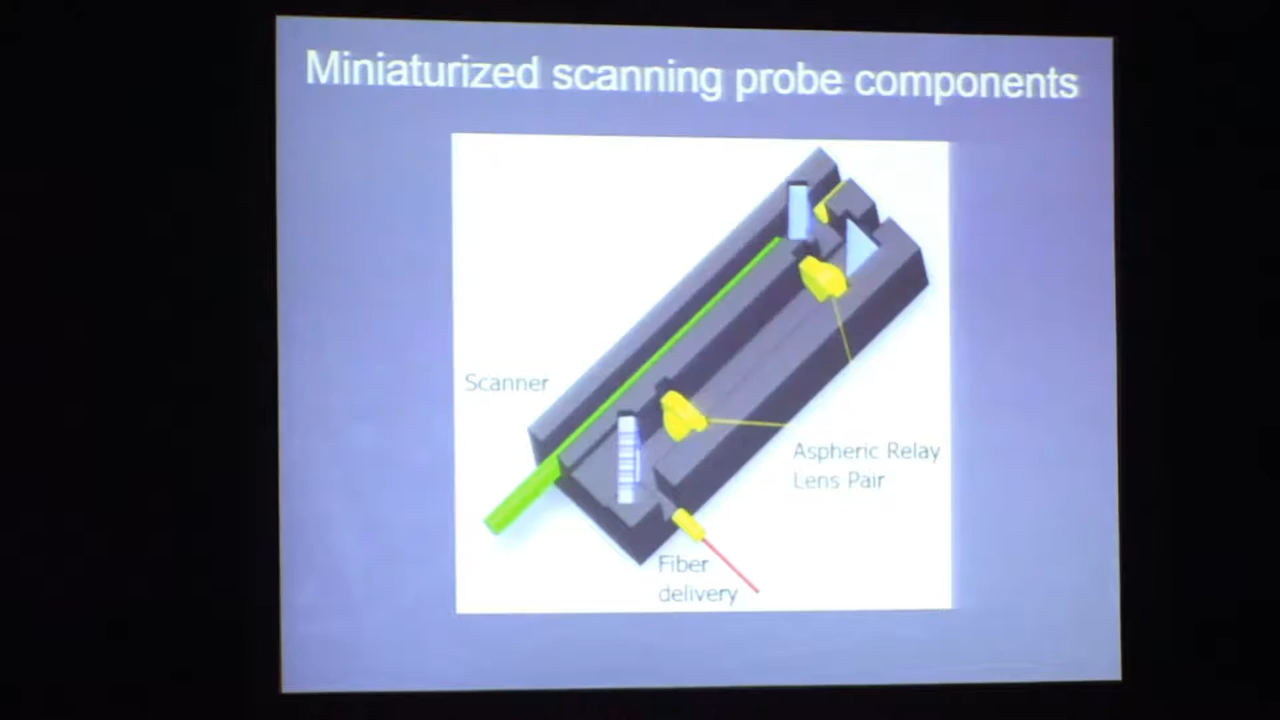 Miniaturized scanning probe components
Scanner
Aspheric Relay
Lens Pair
Fiber
delivery